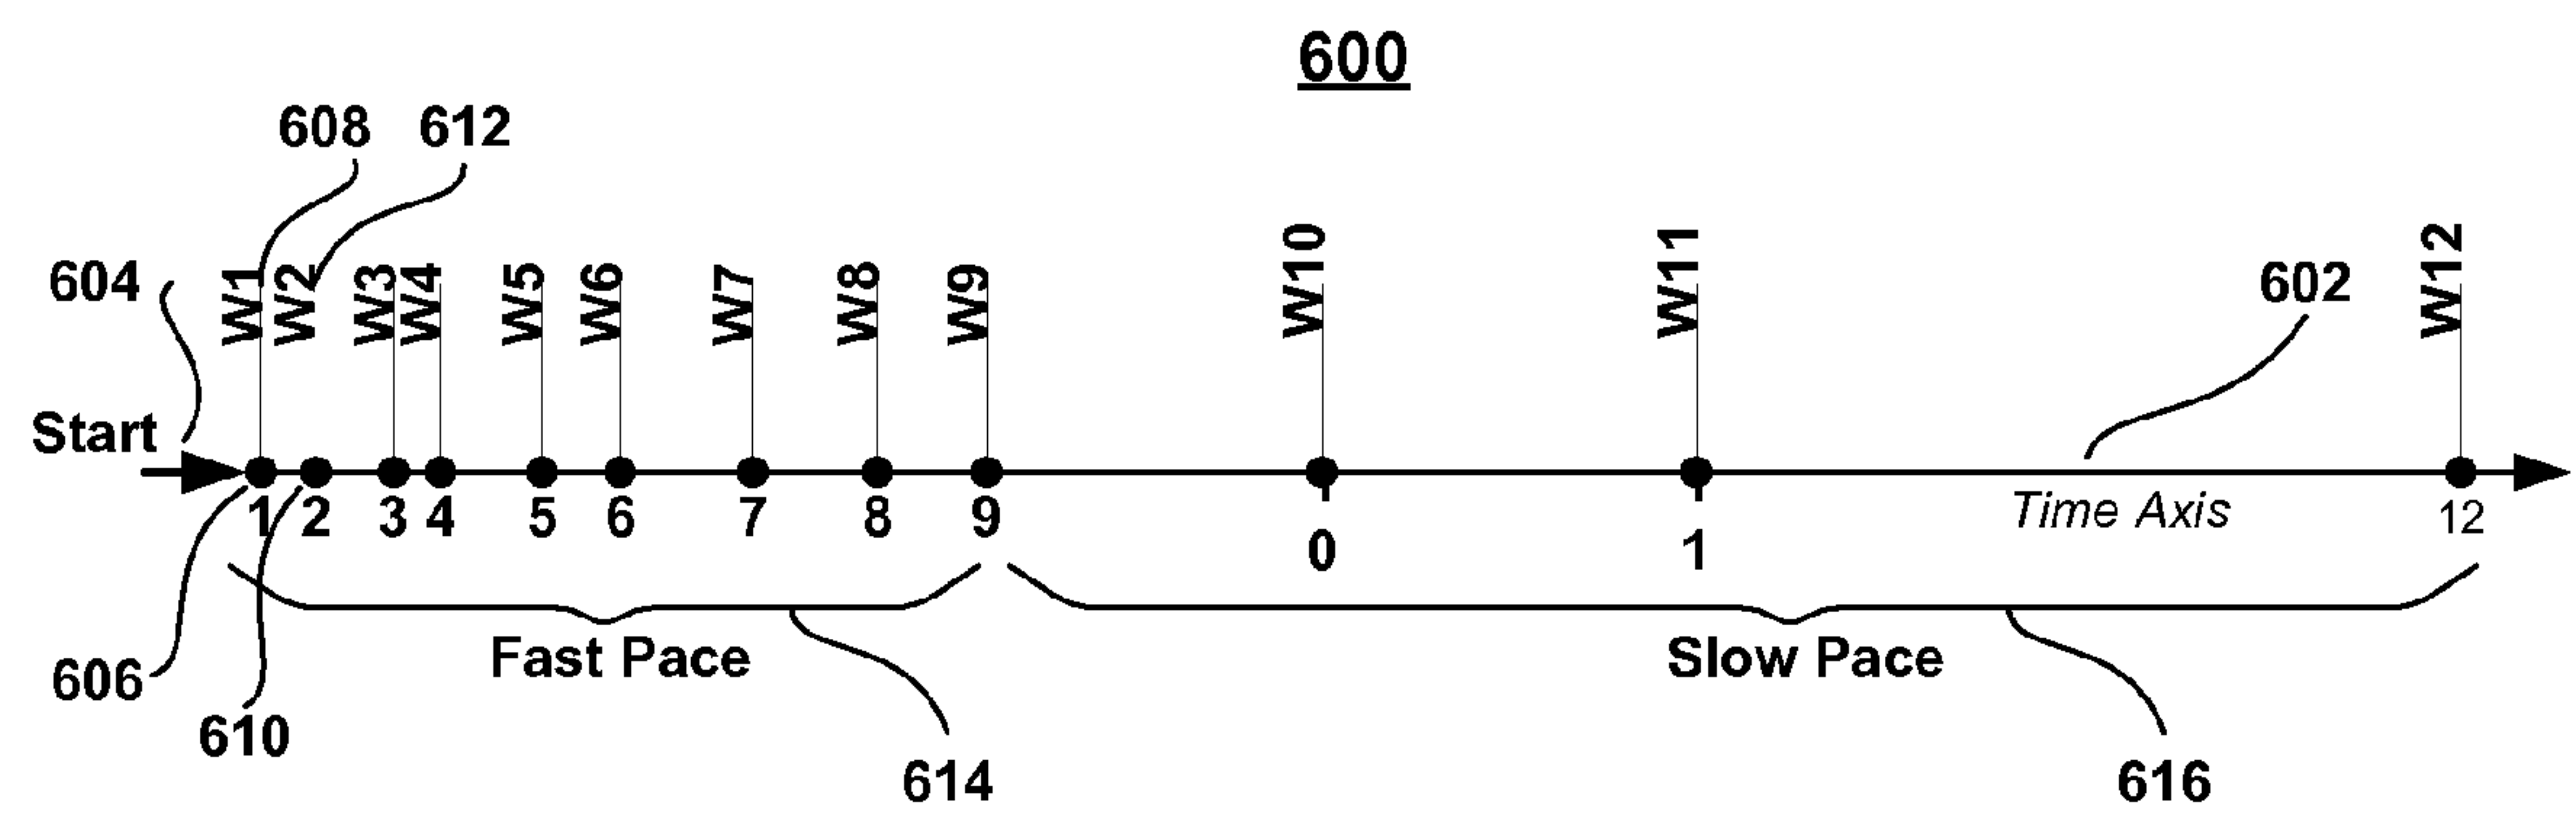 600
608 612
604 W1 W2 W3 W4 W5 W6 W7 W8 W9 W10 W11 W12 602
Start
1 2 3 4 5 6 7 8 9 Time Axis 12
0 1
Fast Pace Slow Pace
606
610
614 616